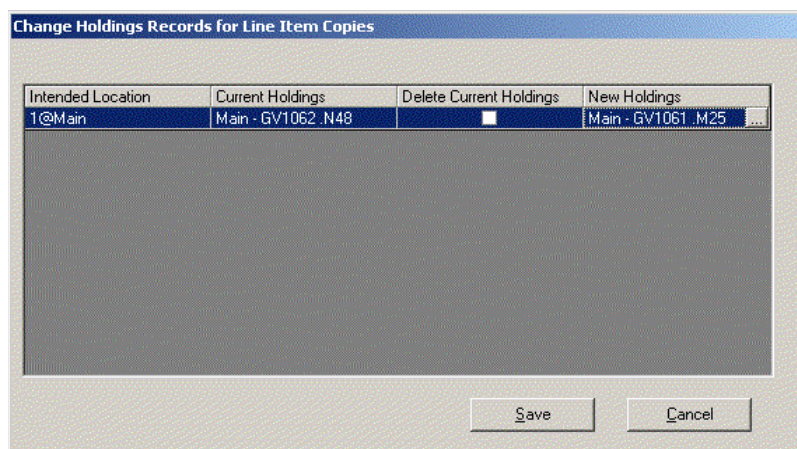 Change Holdings Records for Line Item Copies
Intended Location Current Holdings Delete Current Holdings New Holdings
1@Main Main - GV1062 .N48 Main - GV1061 .M25 ...
Save Cancel